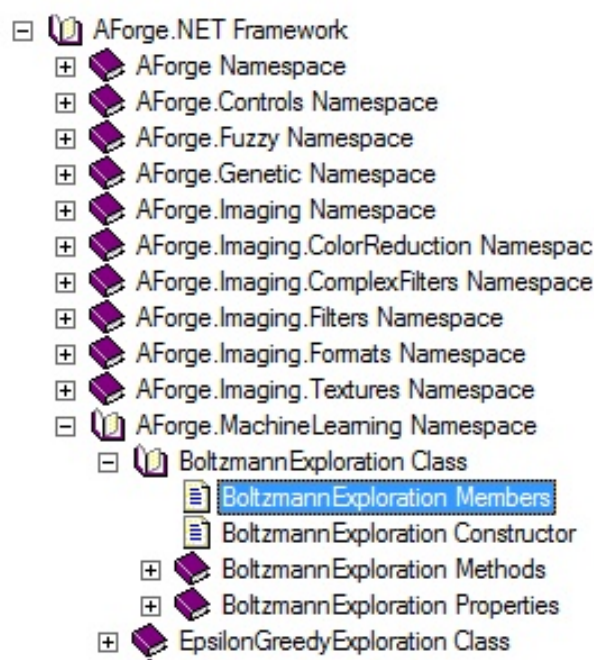 AForge.NET Framework
AForge Namespace
AForge.Controls Namespace
AForge.Fuzzy Namespace
AForge.Genetic Namespace
AForge.Imaging Namespace
AForge.Imaging.ColorReduction Namespac
AForge.Imaging.ComplexFilters Namespace
AForge.Imaging.Filters Namespace
AForge.Imaging.Formats Namespace
AForge.Imaging.Textures Namespace
AForge.MachineLearning Namespace
BoltzmannExploration Class
BoltzmannExploration Members
BoltzmannExploration Constructor
BoltzmannExploration Methods
BoltzmannExploration Properties
EpsilonGreedyExploration Class